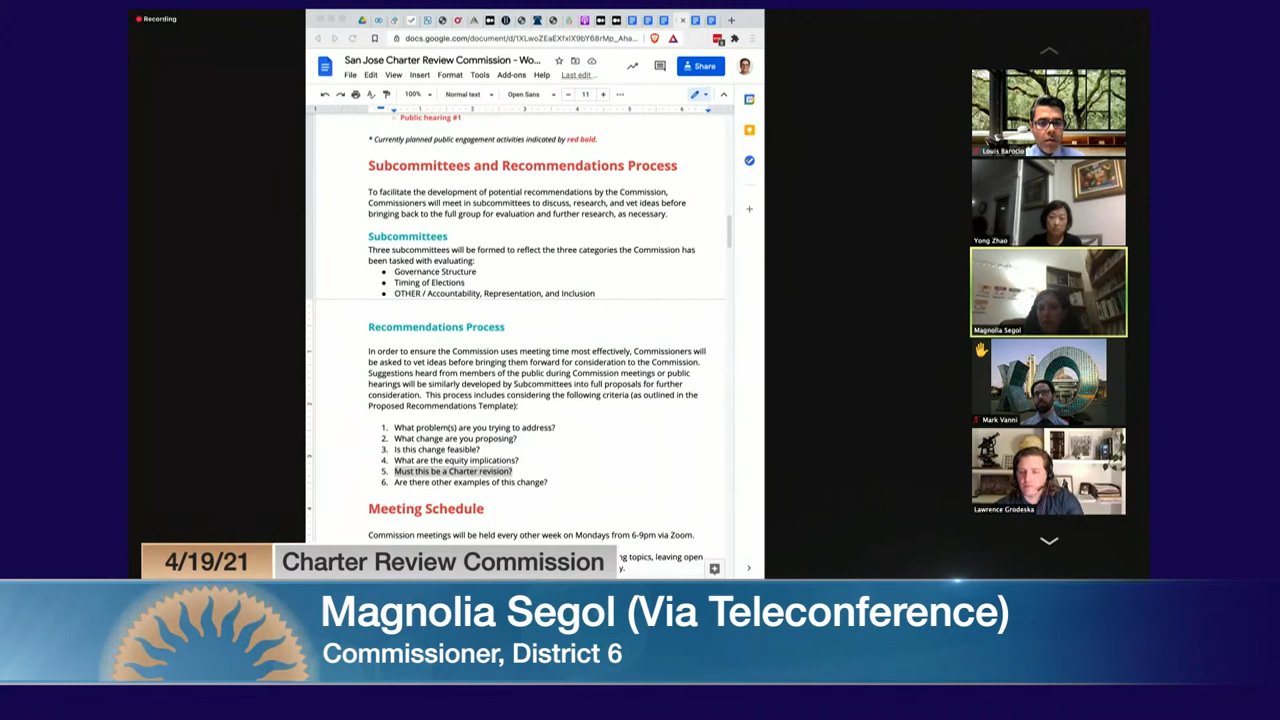 Recording
docs.google.com/document/d/1XLwoZEaEXfxIX9bY68rMp_Aha...
San Jose Charter Review Commission - Wo...
Share
File Edit View Insert Format Tools Add-ons Help Last edit...
100% Normal text Open Sans 11
1 1 2 3 4 5 6
Public hearing #1
* Currently planned public engagement activities indicated by red bold.
Subcommittees and Recommendations Process
To facilitate the development of potential recommendations by the Commission,
Commissioners will meet in subcommittees to discuss, research, and vet ideas before
bringing back to the full group for evaluation and further research, as necessary.
Subcommittees
Three subcommittees will be formed to reflect the three categories the Commission has
been tasked with evaluating:
● Governance Structure
● Timing of Elections
● OTHER / Accountability, Representation, and Inclusion
Recommendations Process
In order to ensure the Commission uses meeting time most effectively, Commissioners will
be asked to vet ideas before bringing them forward for consideration to the Commission.
Suggestions heard from members of the public during Commission meetings or public
hearings will be similarly developed by Subcommittees into full proposals for further
consideration. This process includes considering the following criteria (as outlined in the
Proposed Recommendations Template):
1. What problem(s) are you trying to address?
2. What change are you proposing?
3. Is this change feasible?
4. What are the equity implications?
5. Must this be a Charter revision?
6. Are there other examples of this change?
Meeting Schedule
Commission meetings will be held every other week on Mondays from 6-9pm via Zoom.
ng topics, leaving open
y.
Louis Barocio
Yong Zhao
Magnolia Segol
Mark Vanni
Lawrence Grodeska
4/19/21
Charter Review Commission
Magnolia Segol (Via Teleconference)
Commissioner, District 6